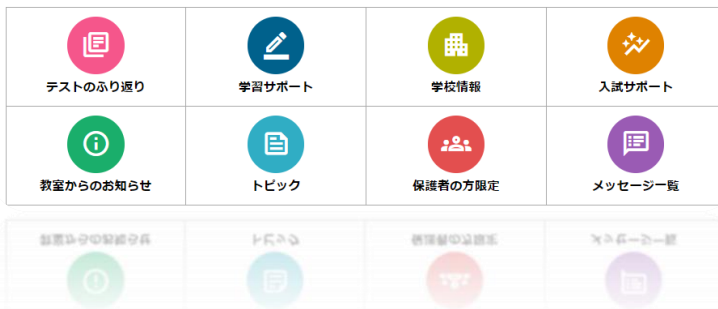 テストのふり返り
学習サポート
学校情報
入試サポート
教室からのお知らせ
トピック
保護者の方限定
メッセージ一覧